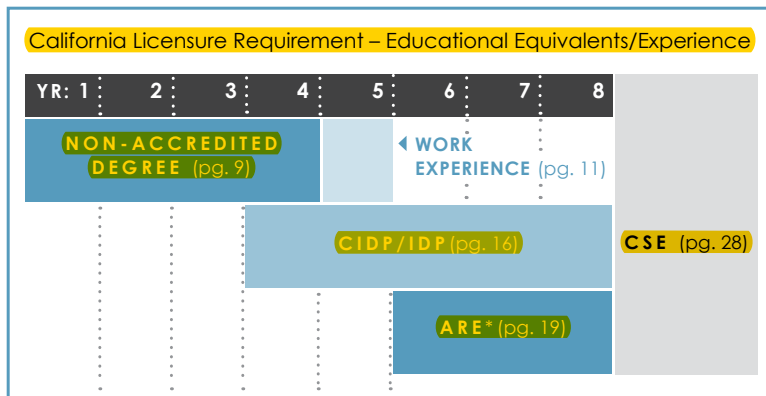 California Licensure Requirement – Educational Equivalents/Experience
YR: 1 2 3 4 5 6 7 8
NON-ACCREDITED
DEGREE (pg. 9)
WORK
EXPERIENCE (pg. 11)
CIDP/IDP (pg. 16)
CSE (pg. 28)
ARE* (pg. 19)